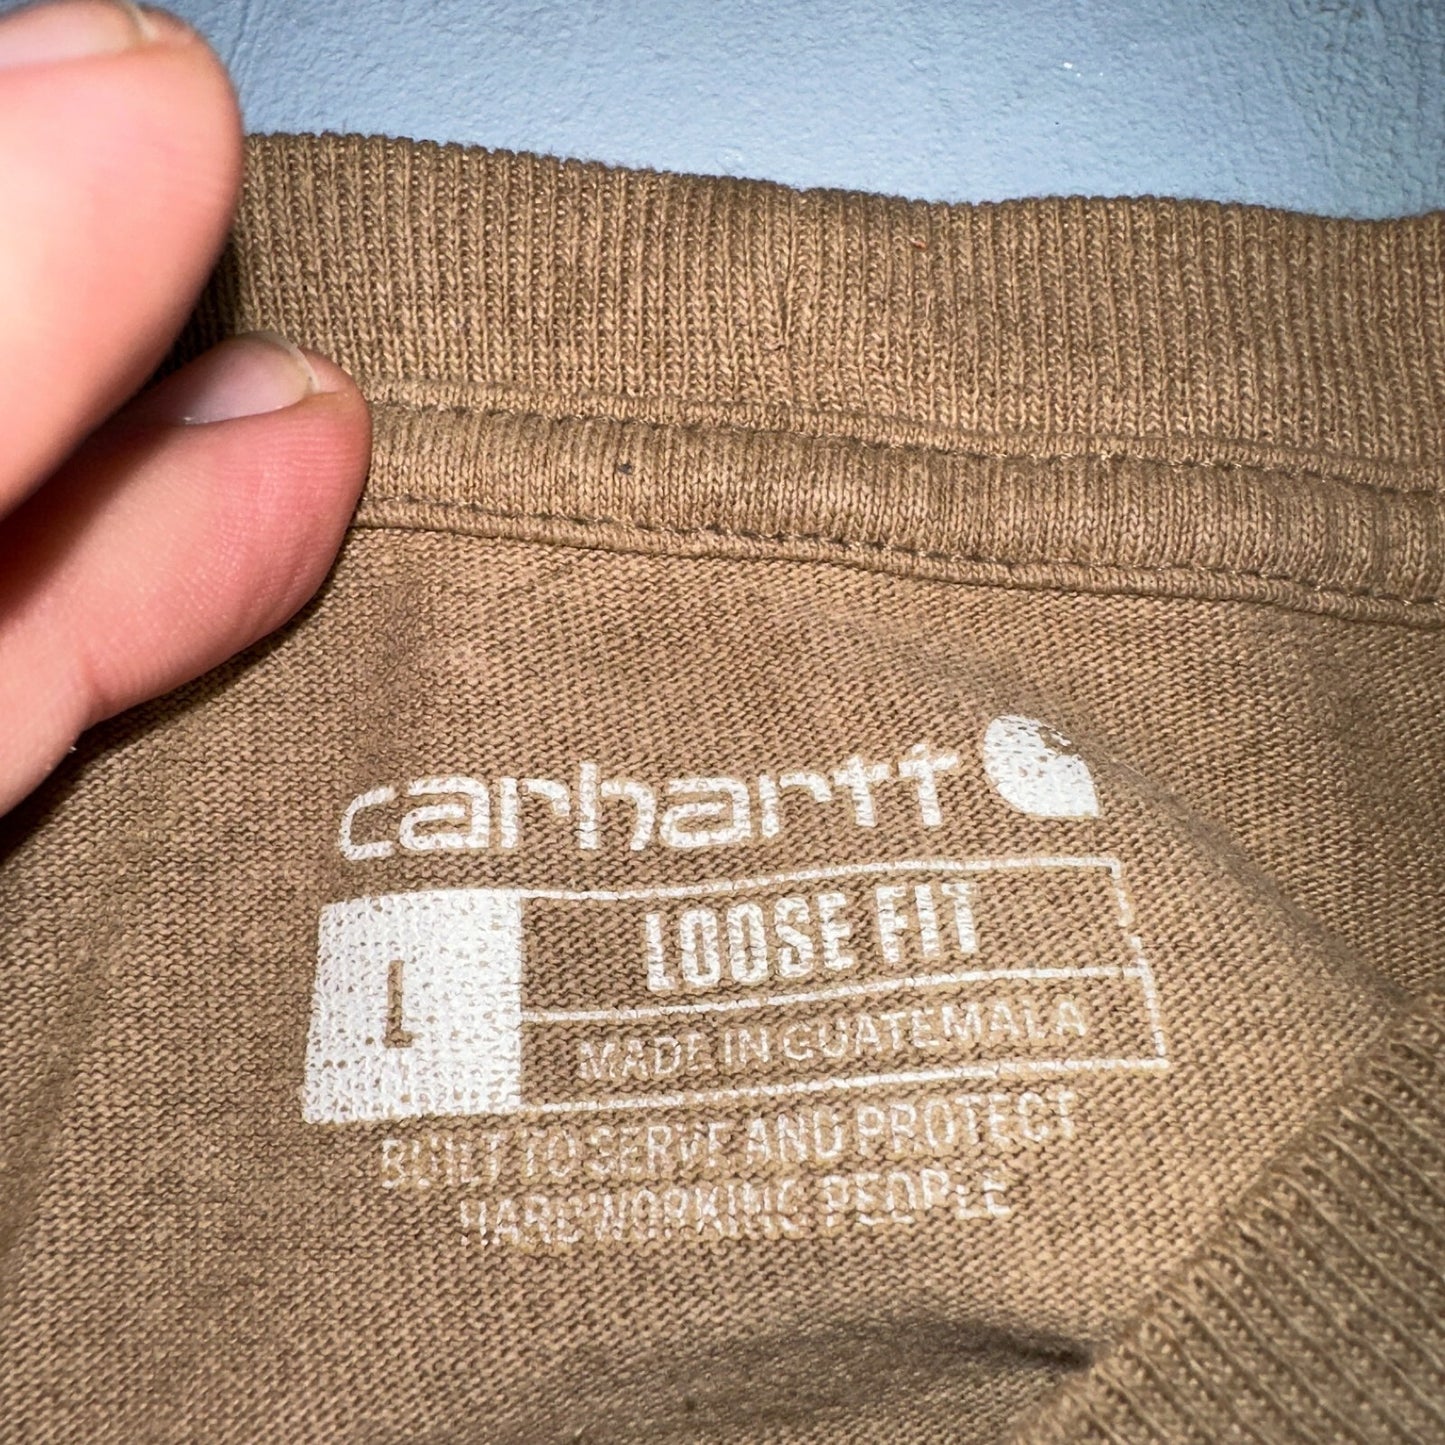 carhartt
L
LOOSE FIT
MADE IN GUATEMALA
BUILT TO SERVE AND PROTECT
HARDWORKING PEOPLE